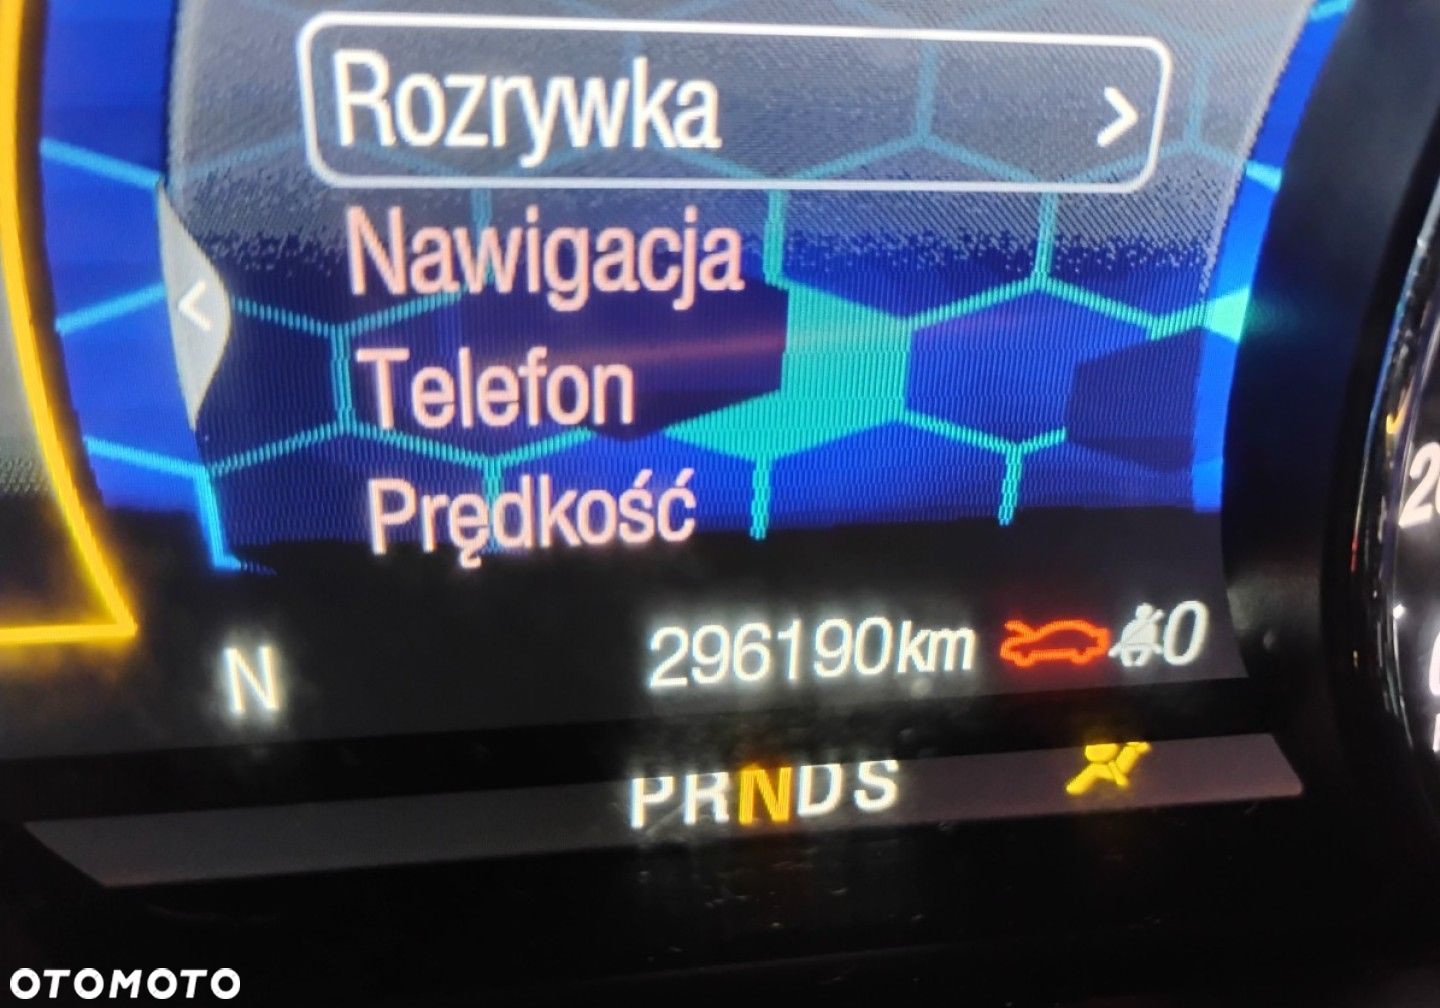 Rozrywka >
<
Nawigacja
Telefon
Prędkość
N 296190km 0
PRNDS
OTOMOTO